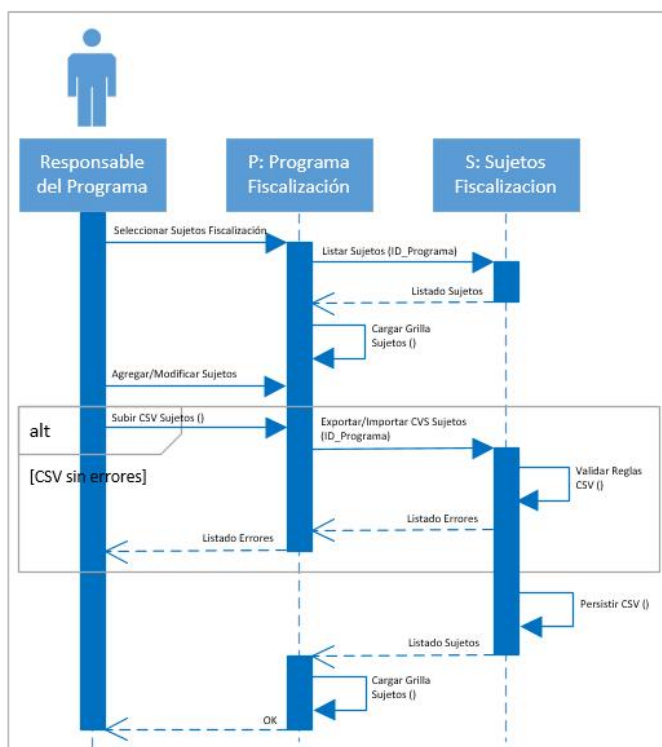 Responsable
del Programa
P: Programa
Fiscalización
S: Sujetos
Fiscalizacion
Seleccionar Sujetos Fiscalización
Listar Sujetos (ID_Programa)
Listado Sujetos
Cargar Grilla
Sujetos ()
Agregar/Modificar Sujetos
alt
Subir CSV Sujetos ()
Exportar/Importar CVS Sujetos
(ID_Programa)
[CSV sin errores]
Validar Reglas
CSV ()
Listado Errores
Listado Errores
Persistir CSV ()
Listado Sujetos
Cargar Grilla
Sujetos ()
OK